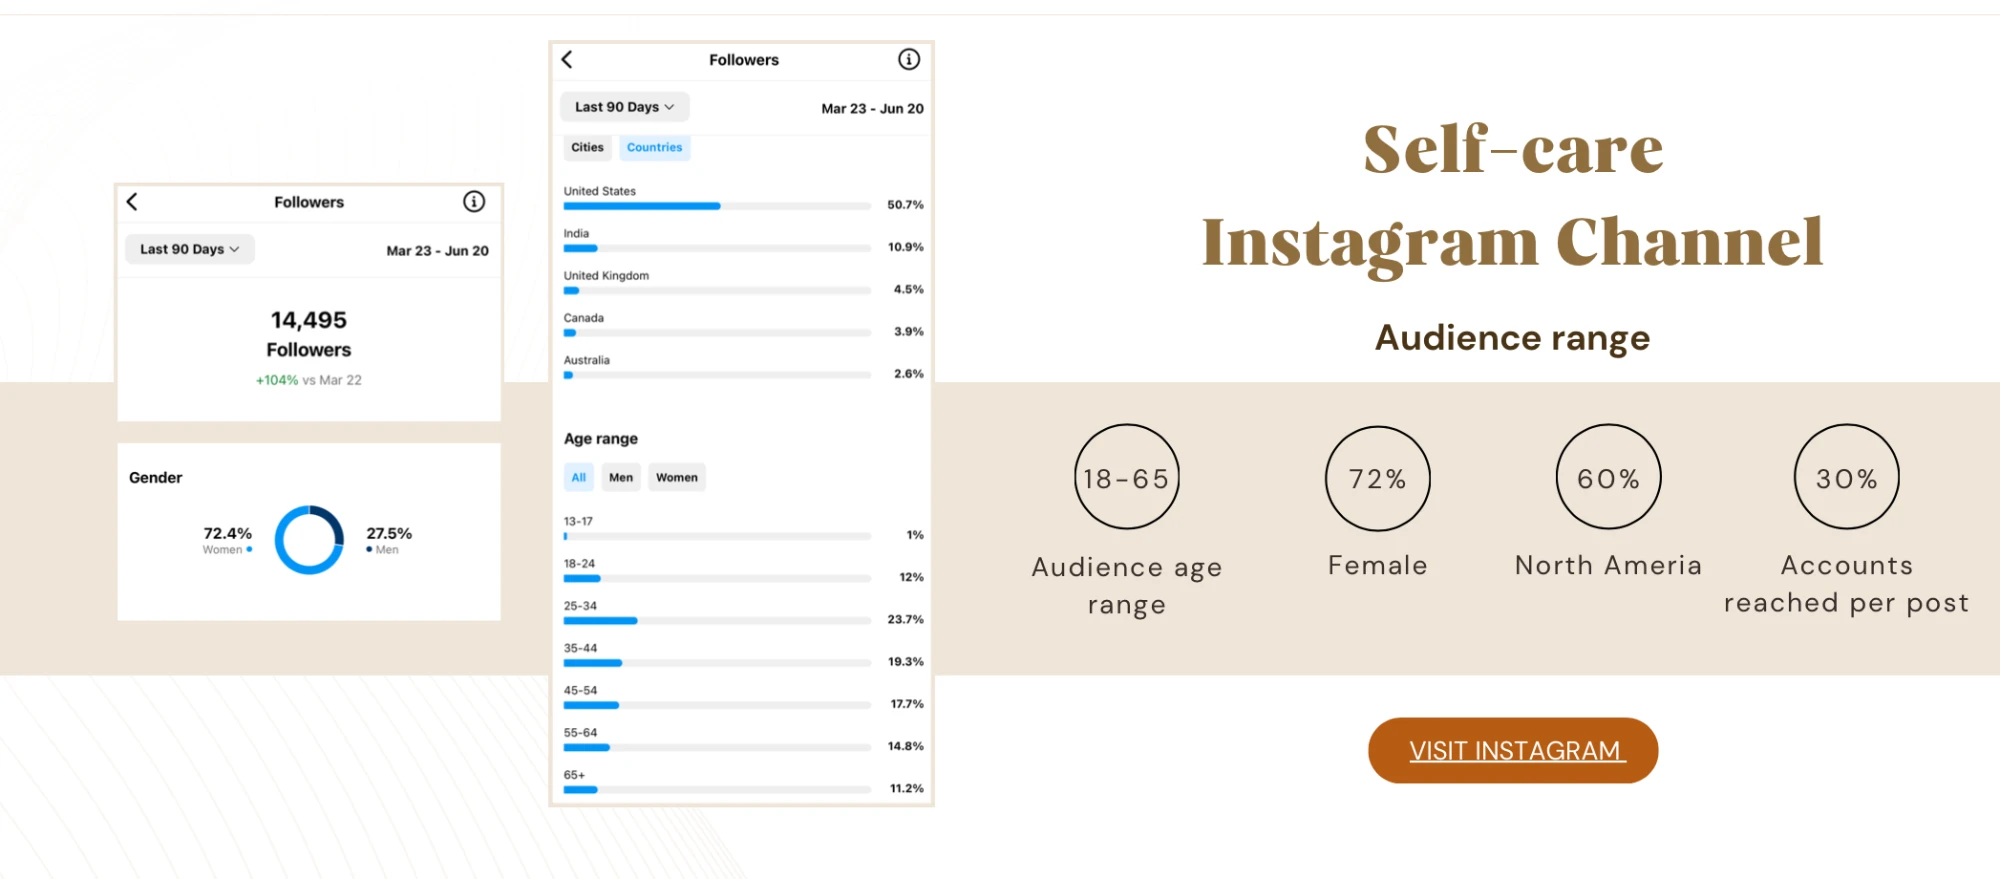 Followers
Last 90 Days
Mar 23 - Jun 20
14,495
Followers
+104% vs Mar 22
Gender
72.4%
Women
27.5%
Men
Followers
Last 90 Days
Mar 23 - Jun 20
Cities
Countries
United States
50.7%
India
10.9%
United Kingdom
4.5%
Canada
3.9%
Australia
2.6%
Age range
All
Men
Women
13-17
1%
18-24
12%
25-34
23.7%
35-44
19.3%
45-54
17.7%
55-64
14.8%
65+
11.2%
Self-care
Instagram Channel
Audience range
18-65
Audience age
range
72%
Female
60%
North Ameria
30%
Accounts
reached per post
VISIT INSTAGRAM